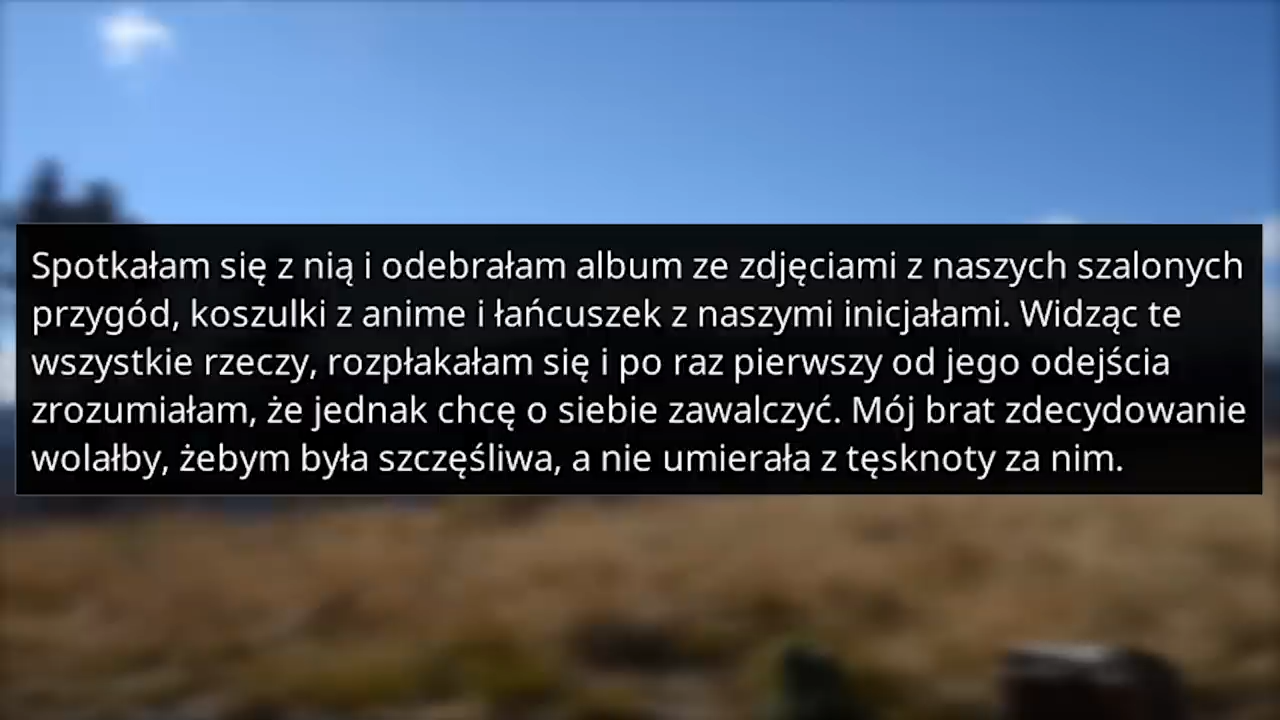 Spotkałam się z nią i odebrałam album ze zdjęciami z naszych szalonych
przygód, koszulki z anime i łańcuszek z naszymi inicjałami. Widząc te
wszystkie rzeczy, rozpłakałam się i po raz pierwszy od jego odejścia
zrozumiałam, że jednak chcę o siebie zawalczyć. Mój brat zdecydowanie
wolałby, żebym była szczęśliwa, a nie umierała z tęsknoty za nim.